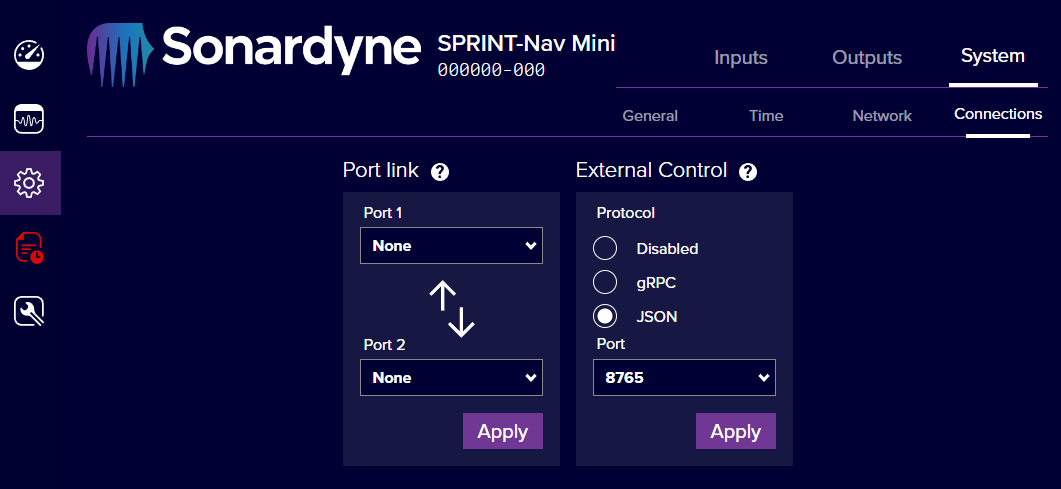 Sonardyne
SPRINT-Nav Mini
000000-000
Inputs
Outputs
System
General
Time
Network
Connections
Port link ?
Port 1
None
Port 2
None
Apply
External Control ?
Protocol
Disabled
gRPC
JSON
Port
8765
Apply